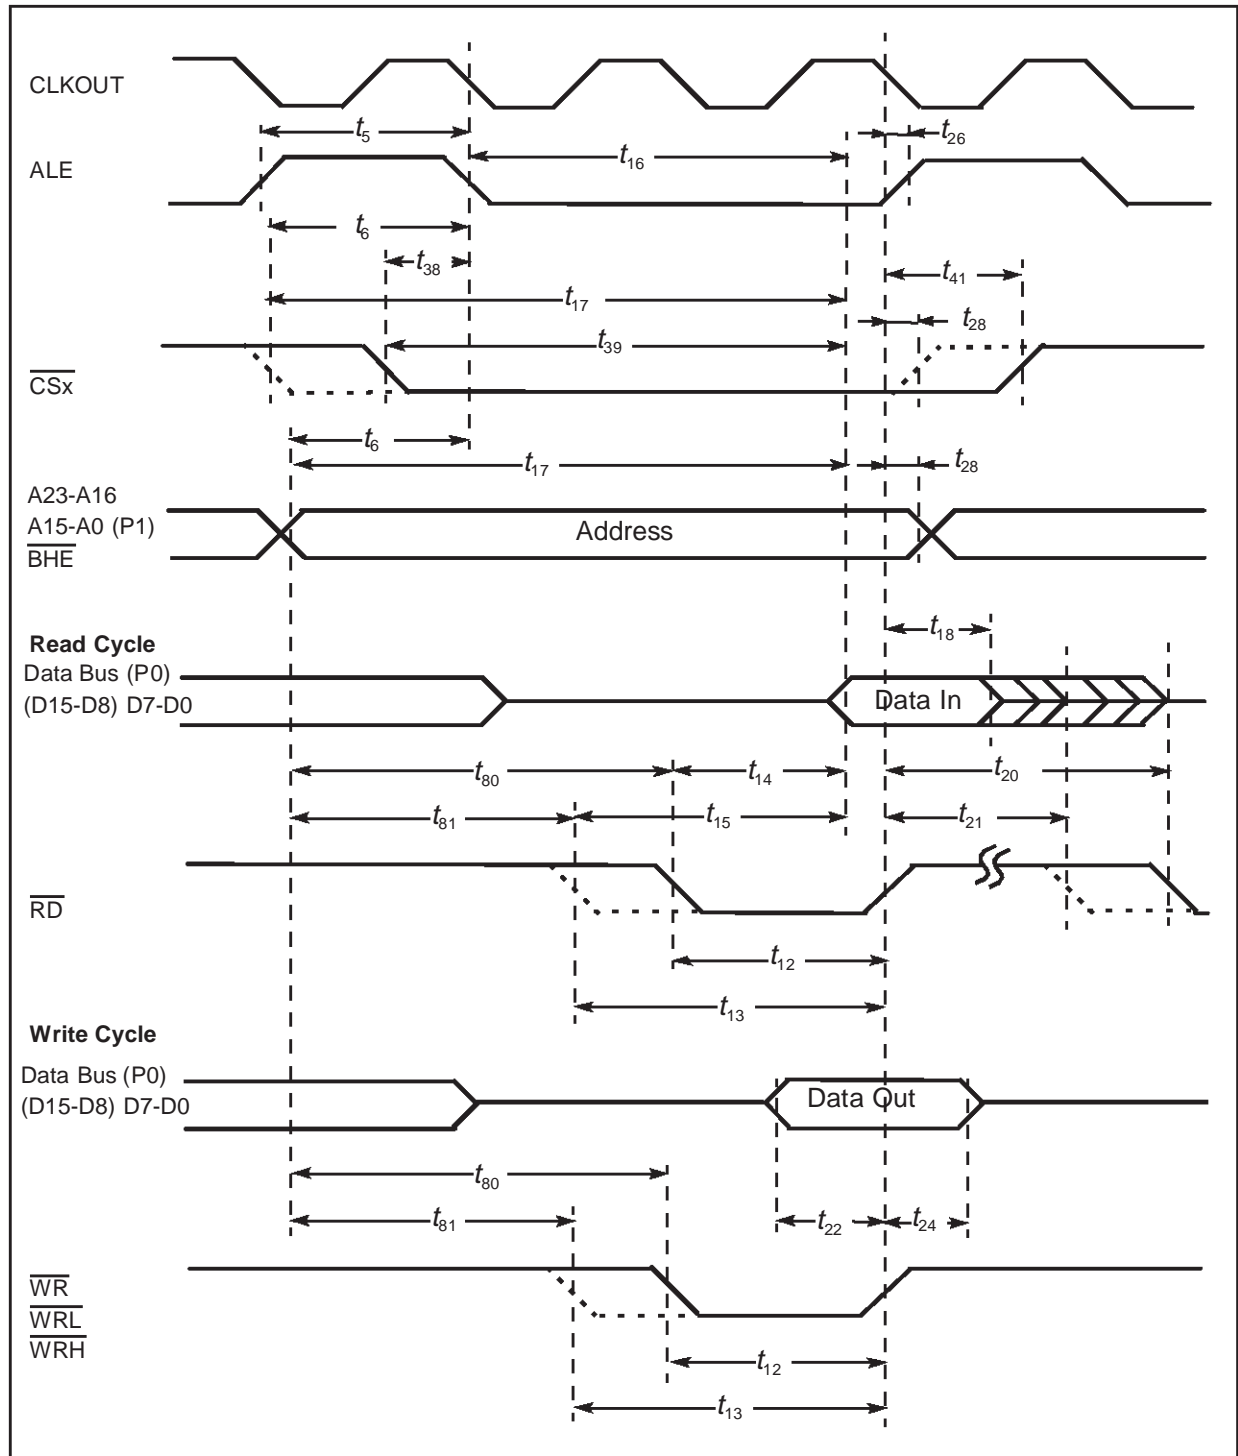 CLKOUT
t5
t26
ALE
t16
t6
t38
t41
t17
t28
t39
CSx
t6
t17
t28
A23-A16
A15-A0 (P1)
BHE
Address
t18
Read Cycle
Data Bus (P0)
(D15-D8) D7-D0
Data In
t80
t14
t20
t81
t15
t21
RD
t12
t13
Write Cycle
Data Bus (P0)
(D15-D8) D7-D0
Data Out
t80
t81
t22
t24
WR
WRL
WRH
t12
t13